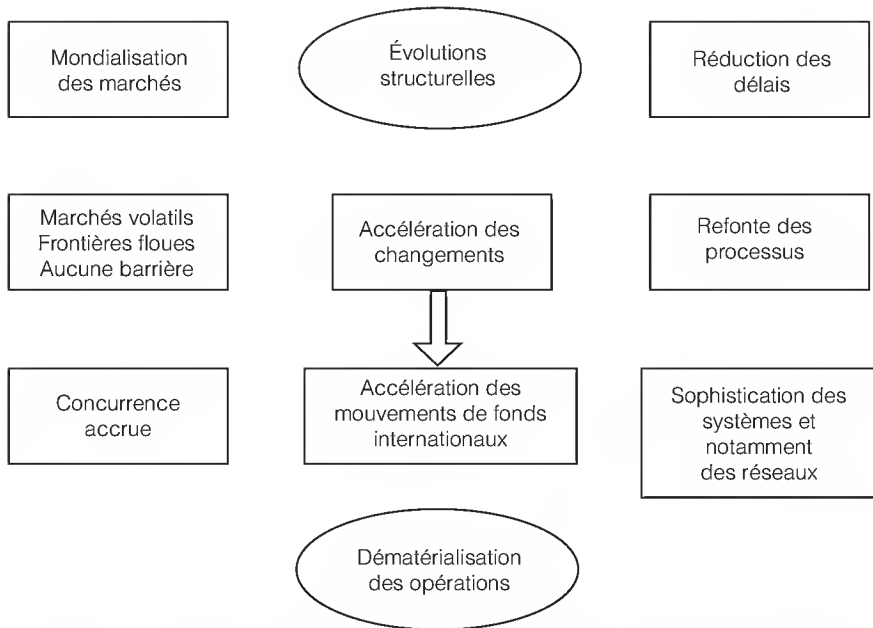 Mondialisation
des marchés
Évolutions
structurelles
Réduction des
délais
Marchés volatils
Frontières floues
Aucune barrière
Accélération des
changements
Refonte des
processus
Concurrence
accrue
Accélération des
mouvements de fonds
internationaux
Sophistication des
systèmes et
notamment
des réseaux
Dématérialisation
des opérations